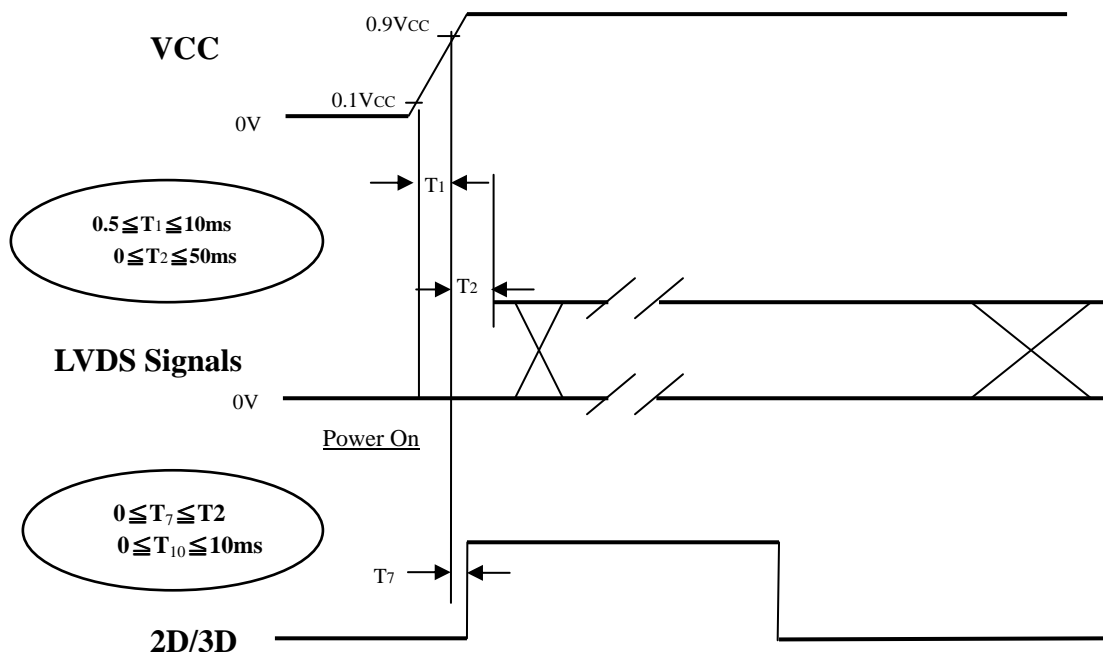 0.9VCC
VCC
0.1VCC
0V
T1
0.5≦T1≦10ms
0≦T2≦50ms
T2
LVDS Signals
0V
Power On
0≦T7≦T2
0≦T10≦10ms
T7
2D/3D